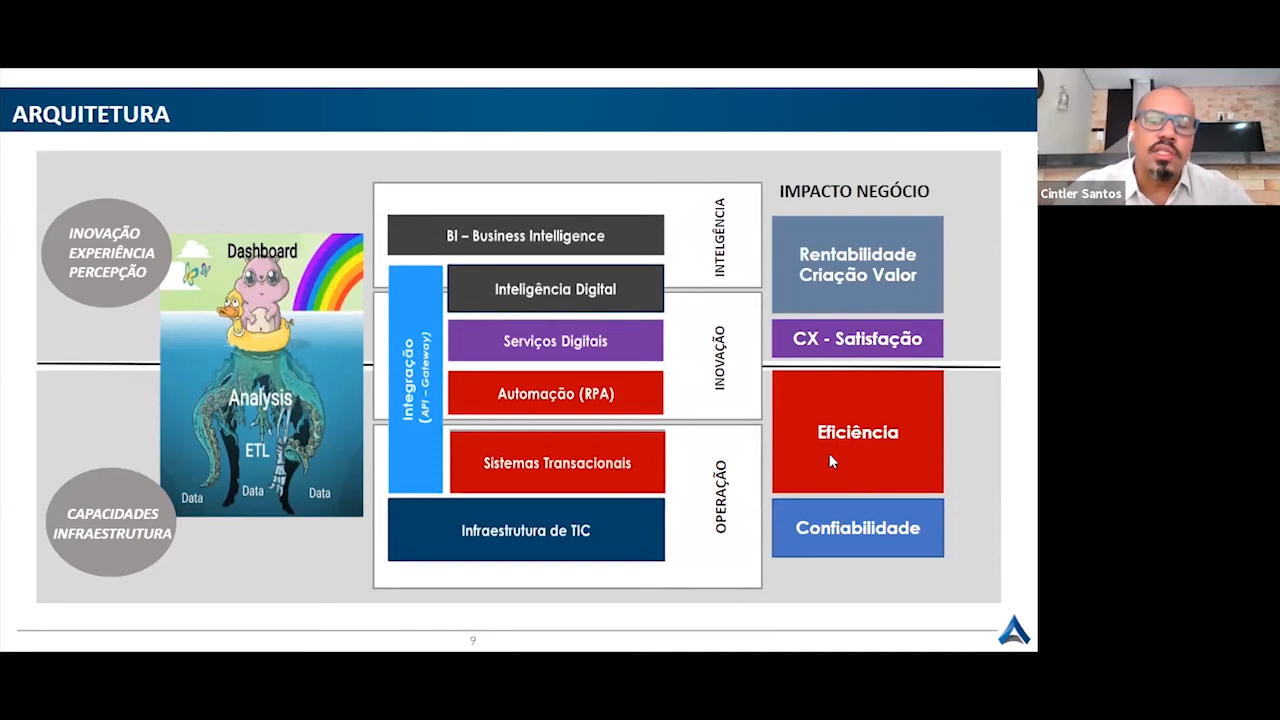 ARQUITETURA
INOVAÇÃO
EXPERIÊNCIA
PERCEPÇÃO
CAPACIDADES
INFRAESTRUTURA
Dashboard
Analysis
ETL
Data
Data
Data
BI – Business Intelligence
Inteligência Digital
Serviços Digitais
Automação (RPA)
Sistemas Transacionais
Infraestrutura de TIC
Integração
(API – Gateway)
INTELGÊNCIA
INOVAÇÃO
OPERAÇÃO
IMPACTO NEGÓCIO
Rentabilidade
Criação Valor
CX - Satisfação
Eficiência
Confiabilidade
9
Cintler Santos